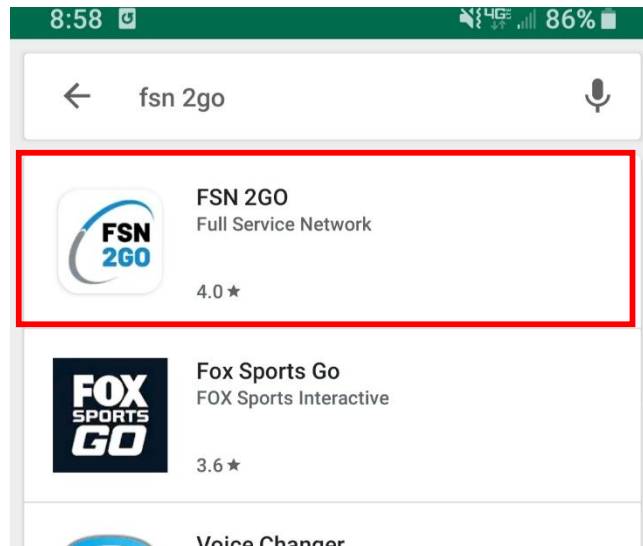 8:58 4GE 86%
fsn 2go
FSN 2GO
Full Service Network
FSN
2GO
4.0 ★
Fox Sports Go
FOX Sports Interactive
FOX
SPORTS
GO
3.6 ★
Voice Changer